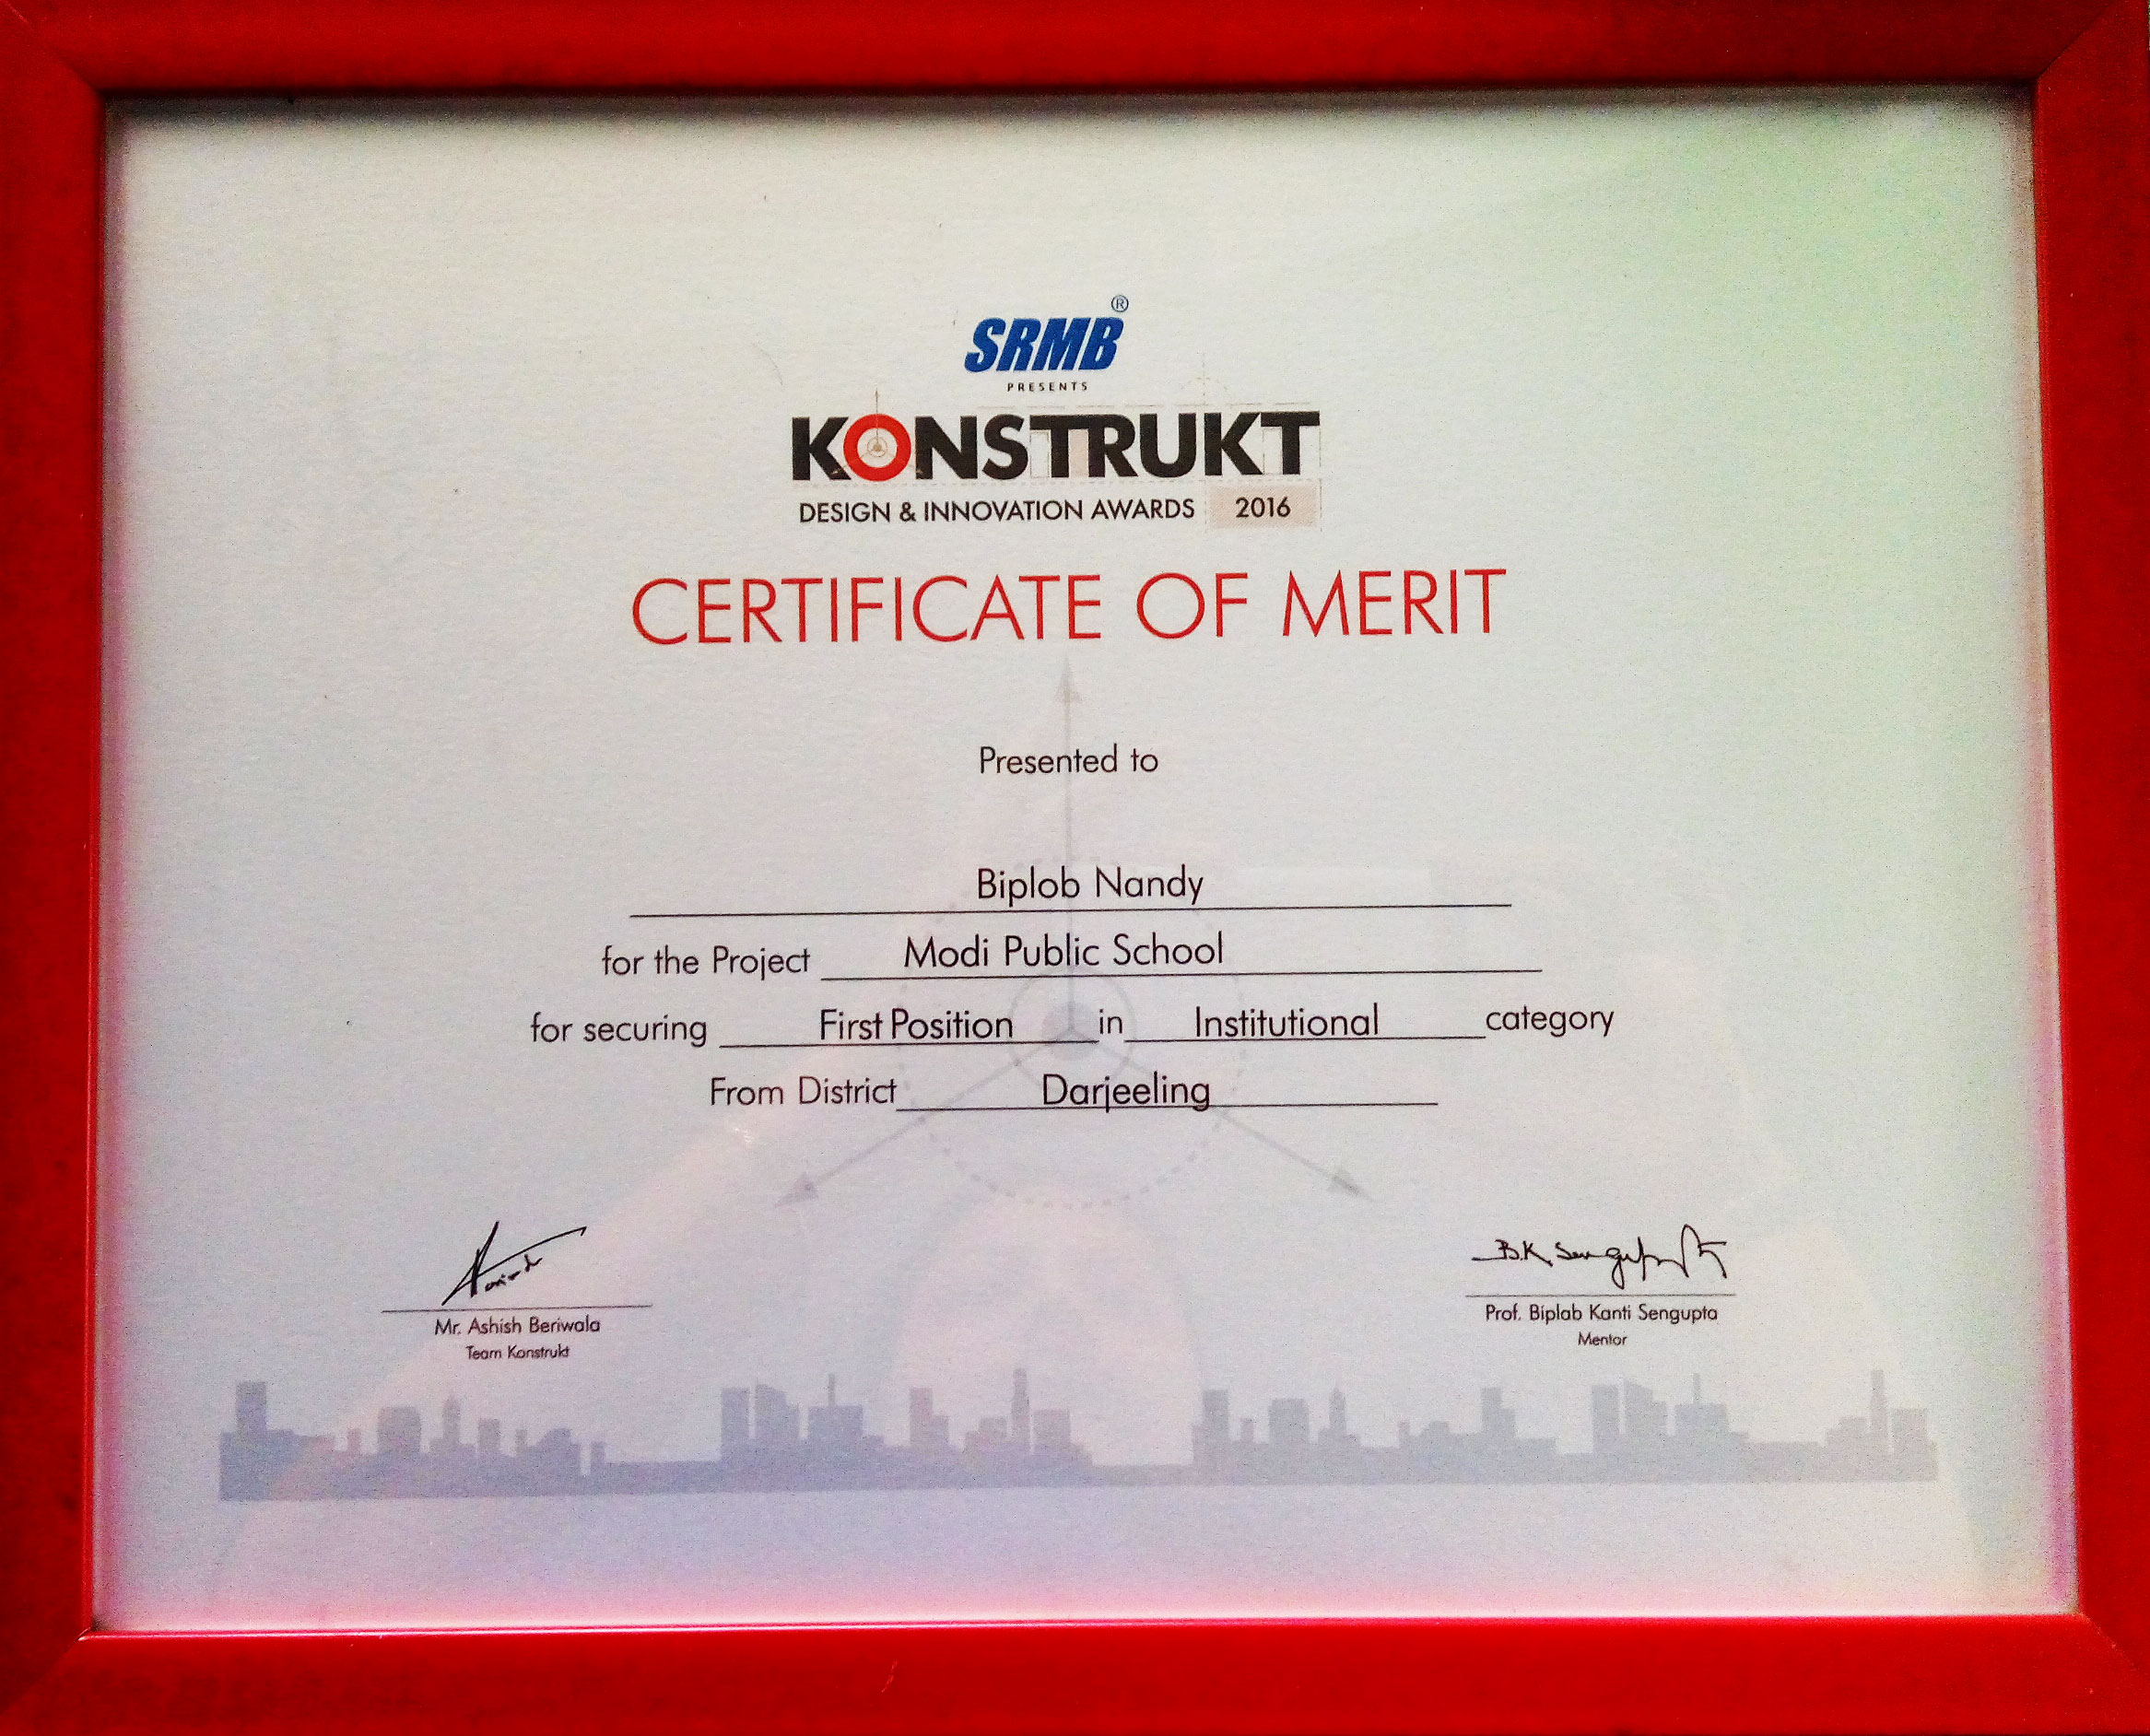 SRMB®
PRESENTS
KONSTRUKT
DESIGN & INNOVATION AWARDS 2016
CERTIFICATE OF MERIT
Presented to
Biplob Nandy
for the Project Modi Public School
for securing First Position in Institutional category
From District Darjeeling
B.K Sengupta
Mr. Ashish Beriwala
Team Konstrukt
Prof. Biplab Kanti Sengupta
Mentor